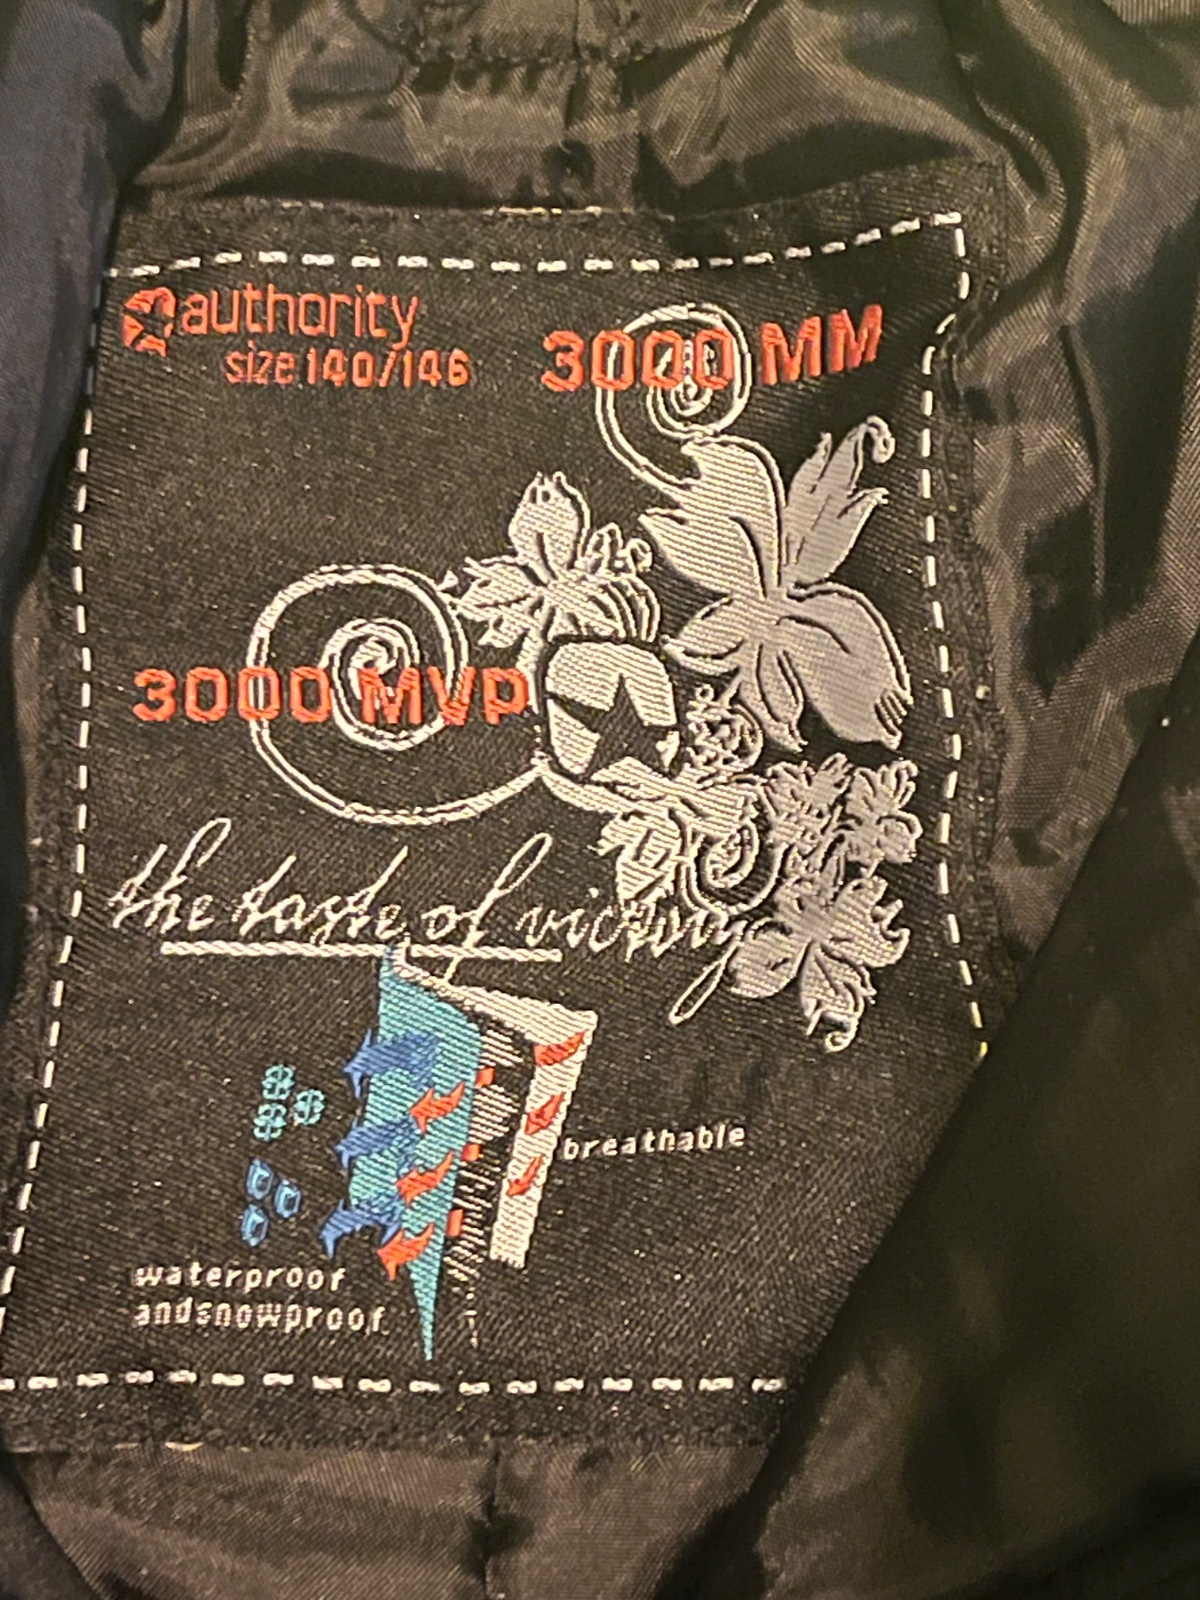 authority
size 140/146
3000 MM
3000 MVP
the taste of victory
breathable
waterproof
andsnowproof